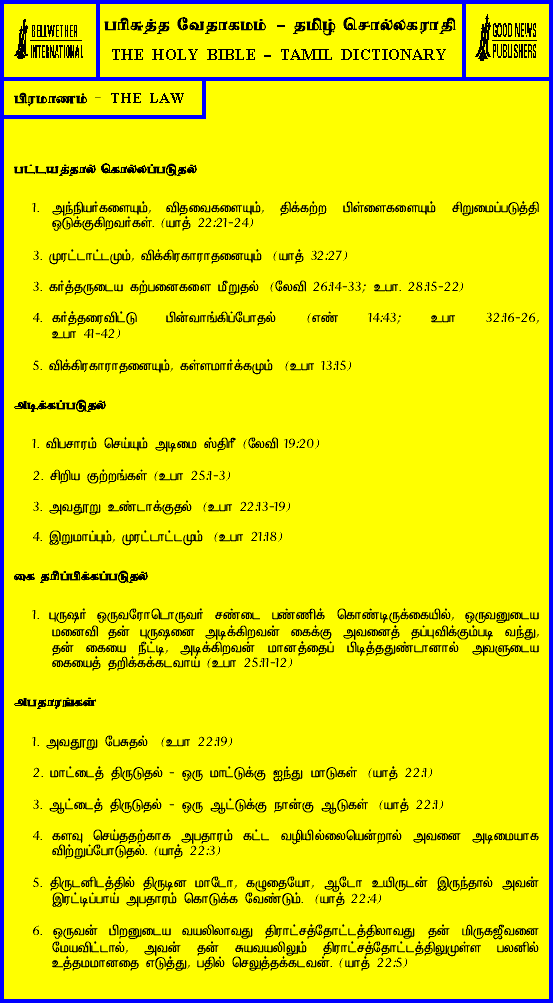 BELLWETHER
INTERNATIONAL
பரிசுத்த வேதாகமம் – தமிழ் சொல்லகராதி
THE HOLY BIBLE – TAMIL DICTIONARY
GOOD NEWS
PUBLISHERS
பிரமாணம் – THE LAW
பட்டயத்தால் கொல்லப்படுதல்
1. அந்நியர்களையும், விதவைகளையும், திக்கற்ற பிள்ளைகளையும் சிறுமைப்படுத்தி
ஒடுக்குகிறவர்கள். (யாத் 22:21-24)
3. முரட்டாட்டமும், விக்கிரகாராதனையும் (யாத் 32:27)
3. கர்த்தருடைய கற்பனைகளை மீறுதல் (லேவி 26:14-33; உபா. 28:15-22)
4. கர்த்தரைவிட்டு பின்வாங்கிப்போதல் (எண் 14:43; உபா 32:16-26,
உபா 41-42)
5. விக்கிரகாராதனையும், கள்ளமார்க்கமும் (உபா 13:15)
அடிக்கப்படுதல்
1. விபசாரம் செய்யும் அடிமை ஸ்திரீ (லேவி 19:20)
2. சிறிய குற்றங்கள் (உபா 25:1-3)
3. அவதூறு உண்டாக்குதல் (உபா 22:13-19)
4. இறுமாப்பும், முரட்டாட்டமும் (உபா 21:18)
கை தரிப்பிக்கப்படுதல்
1. புருஷர் ஒருவரோடொருவர் சண்டை பண்ணிக் கொண்டிருக்கையில், ஒருவனுடைய
மனைவி தன் புருஷனை அடிக்கிறவன் கைக்கு அவனைத் தப்புவிக்கும்படி வந்து,
தன் கையை நீட்டி, அடிக்கிறவன் மானத்தைப் பிடித்ததுண்டானால் அவளுடைய
கையைத் தறிக்கக்கடவாய் (உபா 25:11-12)
அபதாரங்கள்
1. அவதூறு பேசுதல் (உபா 22:19)
2. மாட்டைத் திருடுதல் – ஒரு மாட்டுக்கு ஐந்து மாடுகள் (யாத் 22:1)
3. ஆட்டைத் திருடுதல் – ஒரு ஆட்டுக்கு நான்கு ஆடுகள் (யாத் 22:1)
4. களவு செய்ததற்காக அபதாரம் கட்ட வழியில்லையென்றால் அவனை அடிமையாக
விற்றுப்போடுதல். (யாத் 22:3)
5. திருடனிடத்தில் திருடின மாடோ, கழுதையோ, ஆடோ உயிருடன் இருந்தால் அவன்
இரட்டிப்பாய் அபதாரம் கொடுக்க வேண்டும். (யாத் 22:4)
6. ஒருவன் பிறனுடைய வயலிலாவது திராட்சத்தோட்டத்திலாவது தன் மிருகஜீவனை
மேயவிட்டால், அவன் தன் சுயவயலிலும் திராட்சத்தோட்டத்திலுமுள்ள பலனில்
உத்தமமானதை எடுத்து, பதில் செலுத்தக்கடவன். (யாத் 22:5)